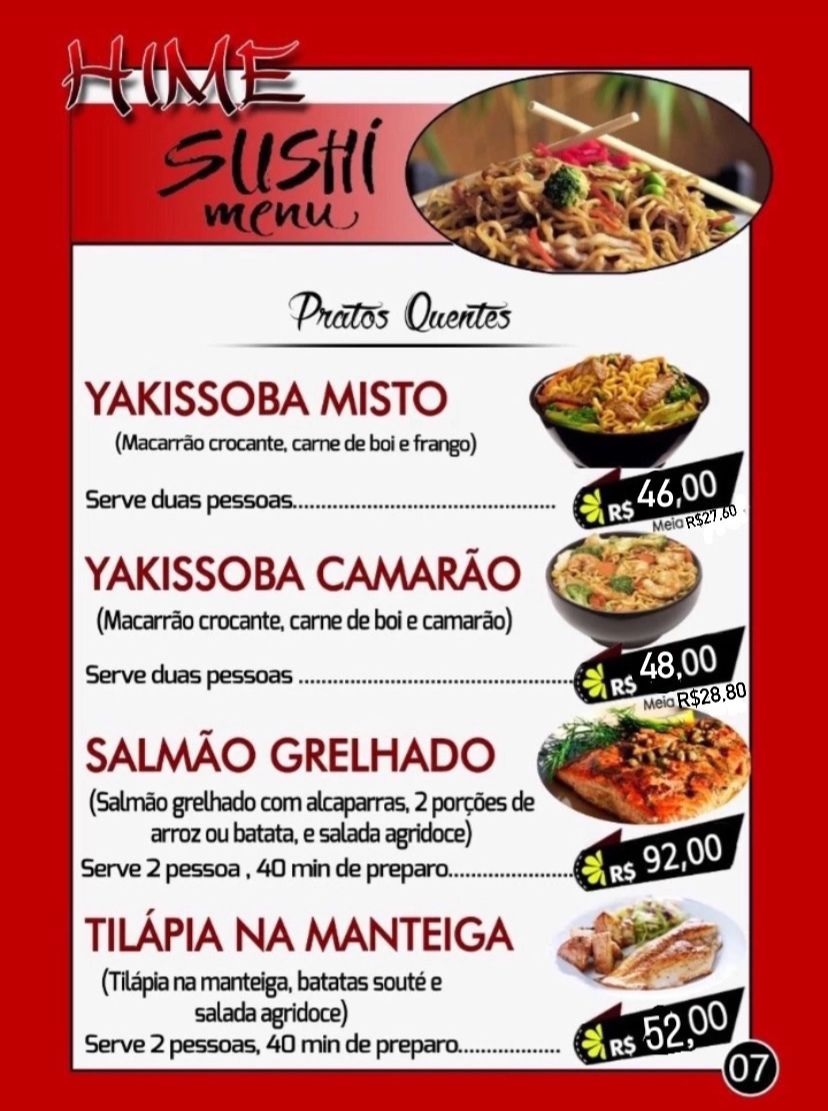 HIME
SUSHI
menu
Pratos Quentes
YAKISSOBA MISTO
(Macarrão crocante, carne de boi e frango)
Serve duas pessoas............................................... R$ 46,00
Meia R$27.60
YAKISSOBA CAMARÃO
(Macarrão crocante, carne de boi e camarão)
Serve duas pessoas ................................................. R$ 48,00
Meia R$28.80
SALMÃO GRELHADO
(Salmão grelhado com alcaparras, 2 porções de
arroz ou batata, e salada agridoce)
Serve 2 pessoa , 40 min de preparo...................... R$ 92,00
TILÁPIA NA MANTEIGA
(Tilápia na manteiga, batatas souté e
salada agridoce)
Serve 2 pessoas, 40 min de preparo.................. R$ 52,00
07